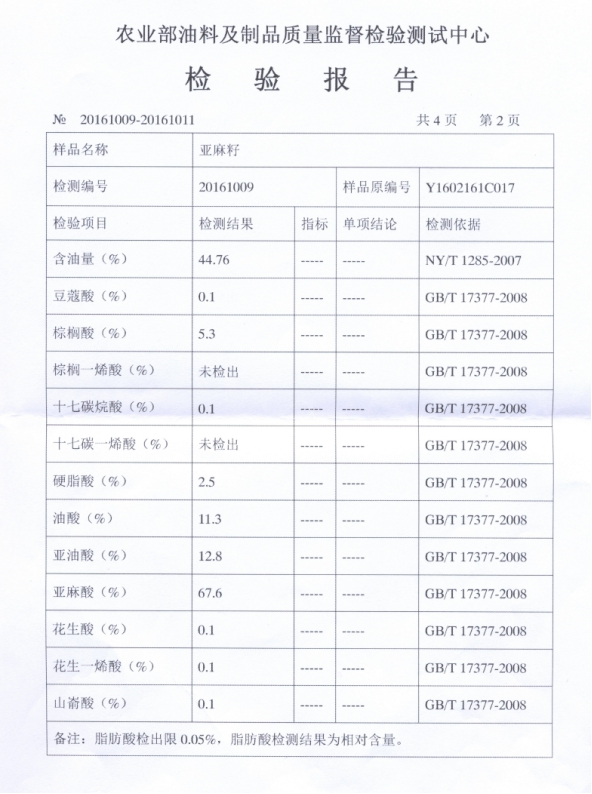 农业部油料及制品质量监督检验测试中心
检 验 报 告
№ 20161009-20161011 共 4 页 第 2 页
样品名称 亚麻籽
检测编号 20161009 样品原编号 Y1602161C017
检验项目 检测结果 指标 单项结论 检测依据
含油量（%） 44.76 ----- ----- NY/T 1285-2007
豆蔻酸（%） 0.1 ----- ----- GB/T 17377-2008
棕榈酸（%） 5.3 ----- ----- GB/T 17377-2008
棕榈一烯酸（%） 未检出 ----- ----- GB/T 17377-2008
十七碳烷酸（%） 0.1 ----- ----- GB/T 17377-2008
十七碳一烯酸（%） 未检出 ----- ----- GB/T 17377-2008
硬脂酸（%） 2.5 ----- ----- GB/T 17377-2008
油酸（%） 11.3 ----- ----- GB/T 17377-2008
亚油酸（%） 12.8 ----- ----- GB/T 17377-2008
亚麻酸（%） 67.6 ----- ----- GB/T 17377-2008
花生酸（%） 0.1 ----- ----- GB/T 17377-2008
花生一烯酸（%） 0.1 ----- ----- GB/T 17377-2008
山嵛酸（%） 0.1 ----- ----- GB/T 17377-2008
备注：脂肪酸检出限 0.05%，脂肪酸检测结果为相对含量。